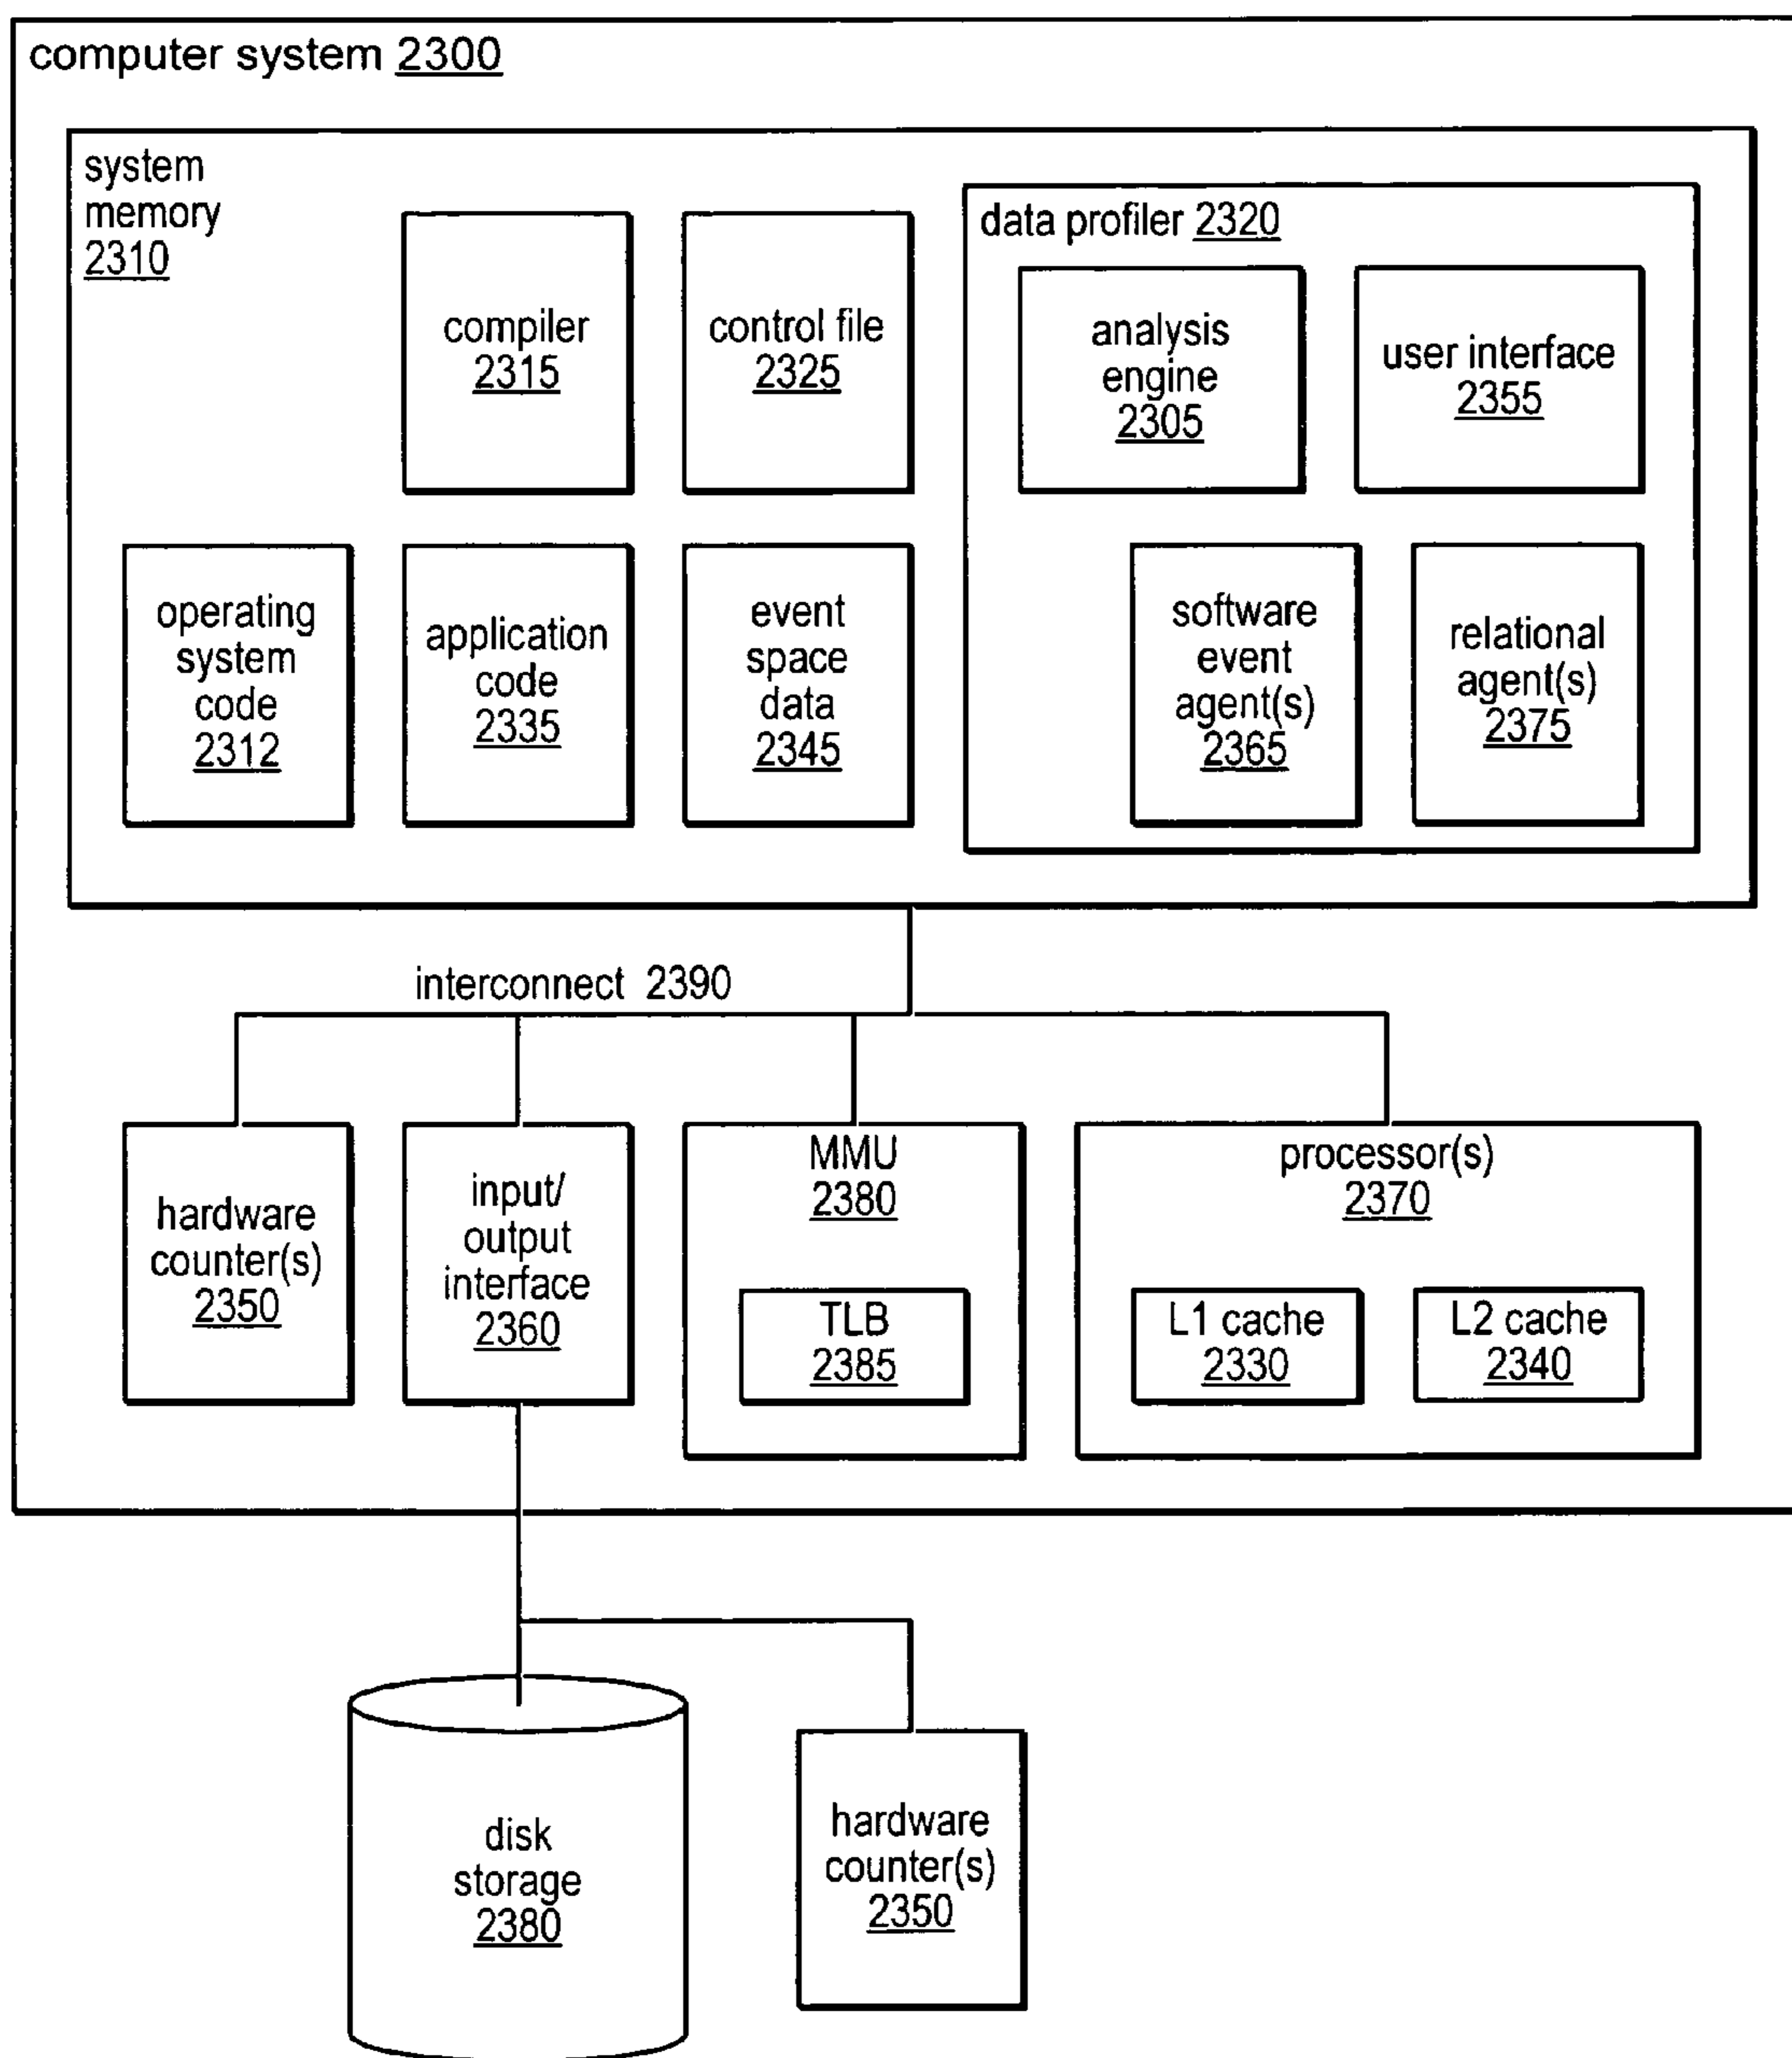 computer system 2300
system
memory
2310
compiler
2315
control file
2325
data profiler 2320
analysis
engine
2305
user interface
2355
operating
system
code
2312
application
code
2335
event
space
data
2345
software
event
agent(s)
2365
relational
agent(s)
2375
interconnect 2390
hardware
counter(s)
2350
input/
output
interface
2360
MMU
2380
TLB
2385
processor(s)
2370
L1 cache
2330
L2 cache
2340
disk
storage
2380
hardware
counter(s)
2350